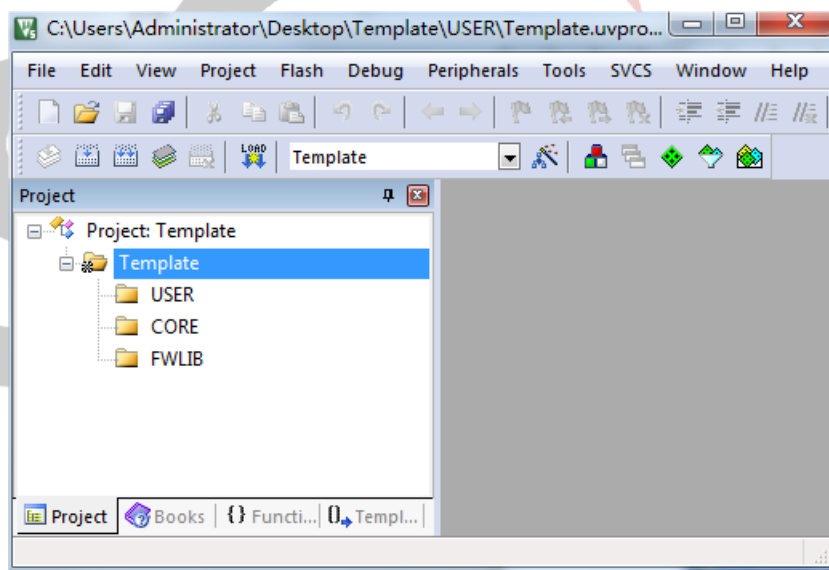 C:\Users\Administrator\Desktop\Template\USER\Template.uvpro...
File Edit View Project Flash Debug Peripherals Tools SVCS Window Help
LOAD Template
Project
Project: Template
Template
USER
CORE
FWLIB
Project Books {} Functi... 0 Templ...